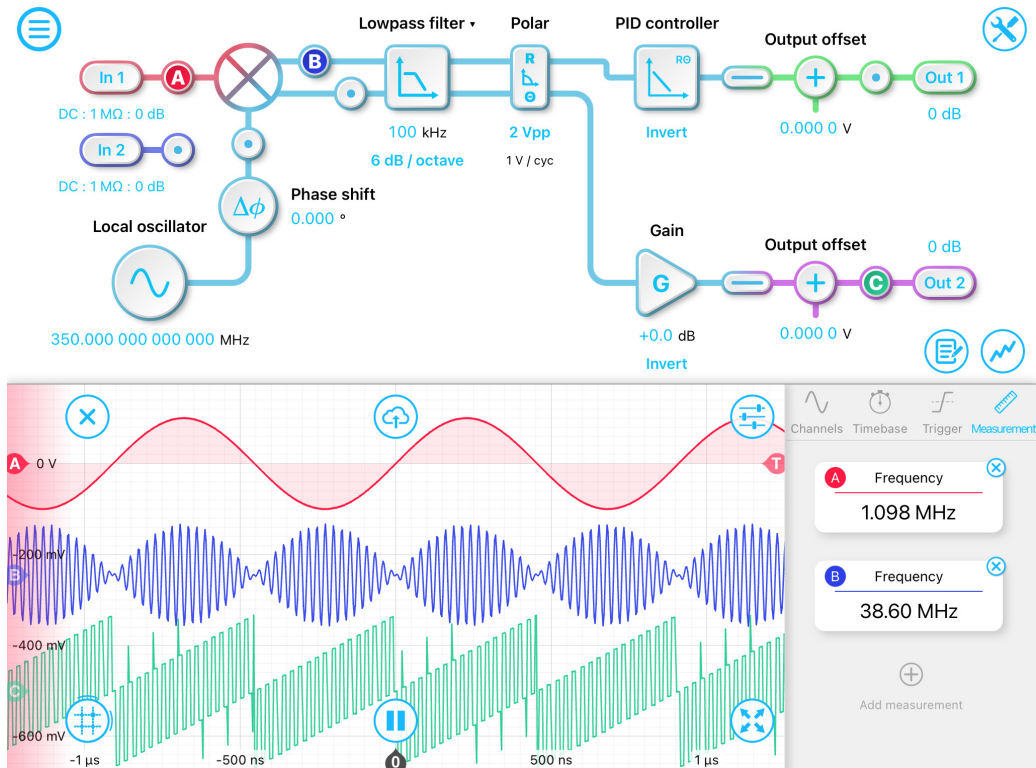 Lowpass filter ▾
Polar
PID controller
Output offset
In 1
A
B
R
Θ
RΘ
Out 1
DC : 1 MΩ : 0 dB
100 kHz
2 Vpp
Invert
0.000 0 V
0 dB
In 2
6 dB / octave
1 V / cyc
DC : 1 MΩ : 0 dB
Δϕ
Phase shift
0.000 °
Local oscillator
Gain
Output offset
0 dB
G
C
Out 2
350.000 000 000 000 MHz
+0.0 dB
0.000 0 V
Invert
Channels
Timebase
Trigger
Measurement
A
0 V
T
A
Frequency
1.098 MHz
-200 mV
B
B
Frequency
38.60 MHz
-400 mV
C
Add measurement
-600 mV
-1 µs
-500 ns
0
500 ns
1 µs